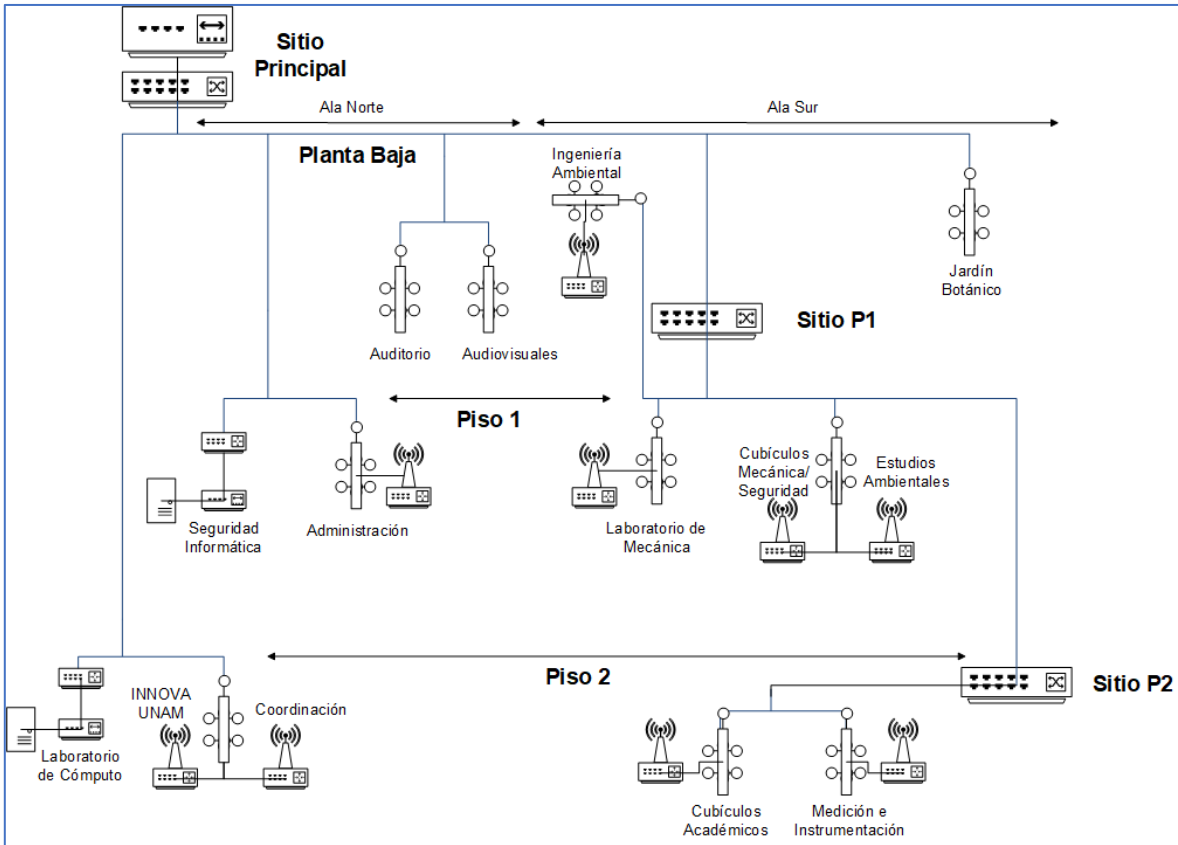 Sitio
Principal
Ala Norte
Ala Sur
Planta Baja
Ingeniería
Ambiental
Jardín
Botánico
Sitio P1
Auditorio
Audiovisuales
Piso 1
Cubículos
Mecánica/
Seguridad
Estudios
Ambientales
Seguridad
Informática
Administración
Laboratorio de
Mecánica
Piso 2
Sitio P2
INNOVA
UNAM
Coordinación
Laboratorio
de Cómputo
Cubículos
Académicos
Medición e
Instrumentación